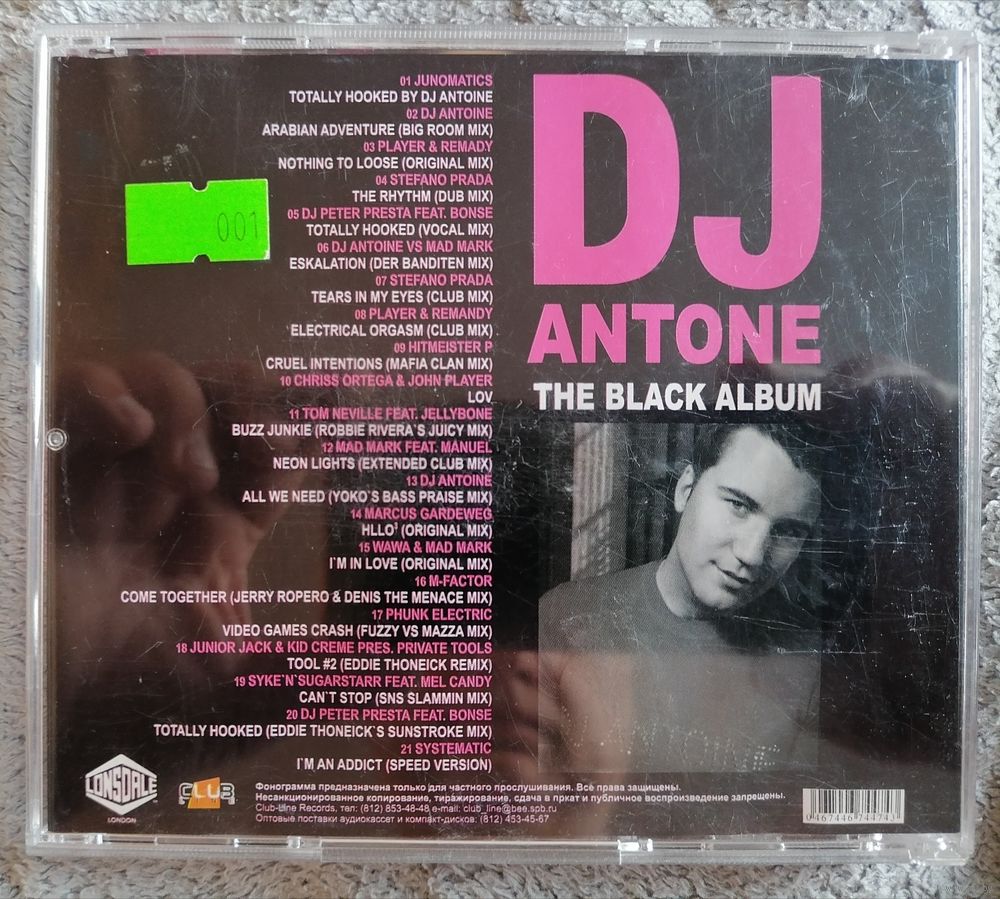 01 JUNOMATICS
TOTALLY HOOKED BY DJ ANTOINE
02 DJ ANTOINE
ARABIAN ADVENTURE (BIG ROOM MIX)
03 PLAYER & REMADY
NOTHING TO LOOSE (ORIGINAL MIX)
04 STEFANO PRADA
THE RHYTHM (DUB MIX)
05 DJ PETER PRESTA FEAT. BONSE
TOTALLY HOOKED (VOCAL MIX)
06 DJ ANTOINE VS MAD MARK
ESKALATION (DER BANDITEN MIX)
07 STEFANO PRADA
TEARS IN MY EYES (CLUB MIX)
08 PLAYER & REMANDY
ELECTRICAL ORGASM (CLUB MIX)
09 HITMEISTER P
CRUEL INTENTIONS (MAFIA CLAN MIX)
10 CHRISS ORTEGA & JOHN PLAYER
LOV
11 TOM NEVILLE FEAT. JELLYBONE
BUZZ JUNKIE (ROBBIE RIVERA`S JUICY MIX)
12 MAD MARK FEAT. MANUEL
NEON LIGHTS (EXTENDED CLUB MIX)
13 DJ ANTOINE
ALL WE NEED (YOKO`S BASS PRAISE MIX)
14 MARCUS GARDEWEG
HLLO³ (ORIGINAL MIX)
15 WAWA & MAD MARK
I`M IN LOVE (ORIGINAL MIX)
16 M-FACTOR
COME TOGETHER (JERRY ROPERO & DENIS THE MENACE MIX)
17 PHUNK ELECTRIC
VIDEO GAMES CRASH (FUZZY VS MAZZA MIX)
18 JUNIOR JACK & KID CREME PRES. PRIVATE TOOLS
TOOL #2 (EDDIE THONEICK REMIX)
19 SYKE`N`SUGARSTARR FEAT. MEL CANDY
CAN`T STOP (SNS SLAMMIN MIX)
20 DJ PETER PRESTA FEAT. BONSE
TOTALLY HOOKED (EDDIE THONEICK`S SUNSTROKE MIX)
21 SYSTEMATIC
I`M AN ADDICT (SPEED VERSION)
001
DJ
ANTONE
THE BLACK ALBUM
LONSDALE
LONDON
CLUB
Фонограмма предназначена только для частного прослушивания. Всё права защищены.
Несанкционированное копирование, тиражирование, сдача в пркат и публичное воспроизведение запрещены.
Club-Line Records. тел: (812) 853-48-48 e-mail: club_line@bee.spb.ru
Оптовые поставки аудиокассет и компакт-дисков: (812) 453-45-67